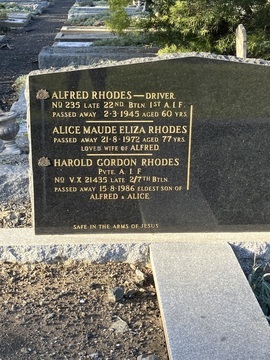 ALFRED RHODES — DRIVER
NO 235 LATE 22ND BTLN 1ST A.I.F.
PASSED AWAY 2-3-1945 AGED 60 YRS.
ALICE MAUDE ELIZA RHODES
PASSED AWAY 21-8-1972 AGED 77 YRS.
LOVED WIFE OF ALFRED.
HAROLD GORDON RHODES
PVTE. A.I.F
NO V.X 21435 LATE 2/7TH BTLN
PASSED AWAY 15-8-1986 ELDEST SON OF
ALFRED & ALICE.
SAFE IN THE ARMS OF JESUS